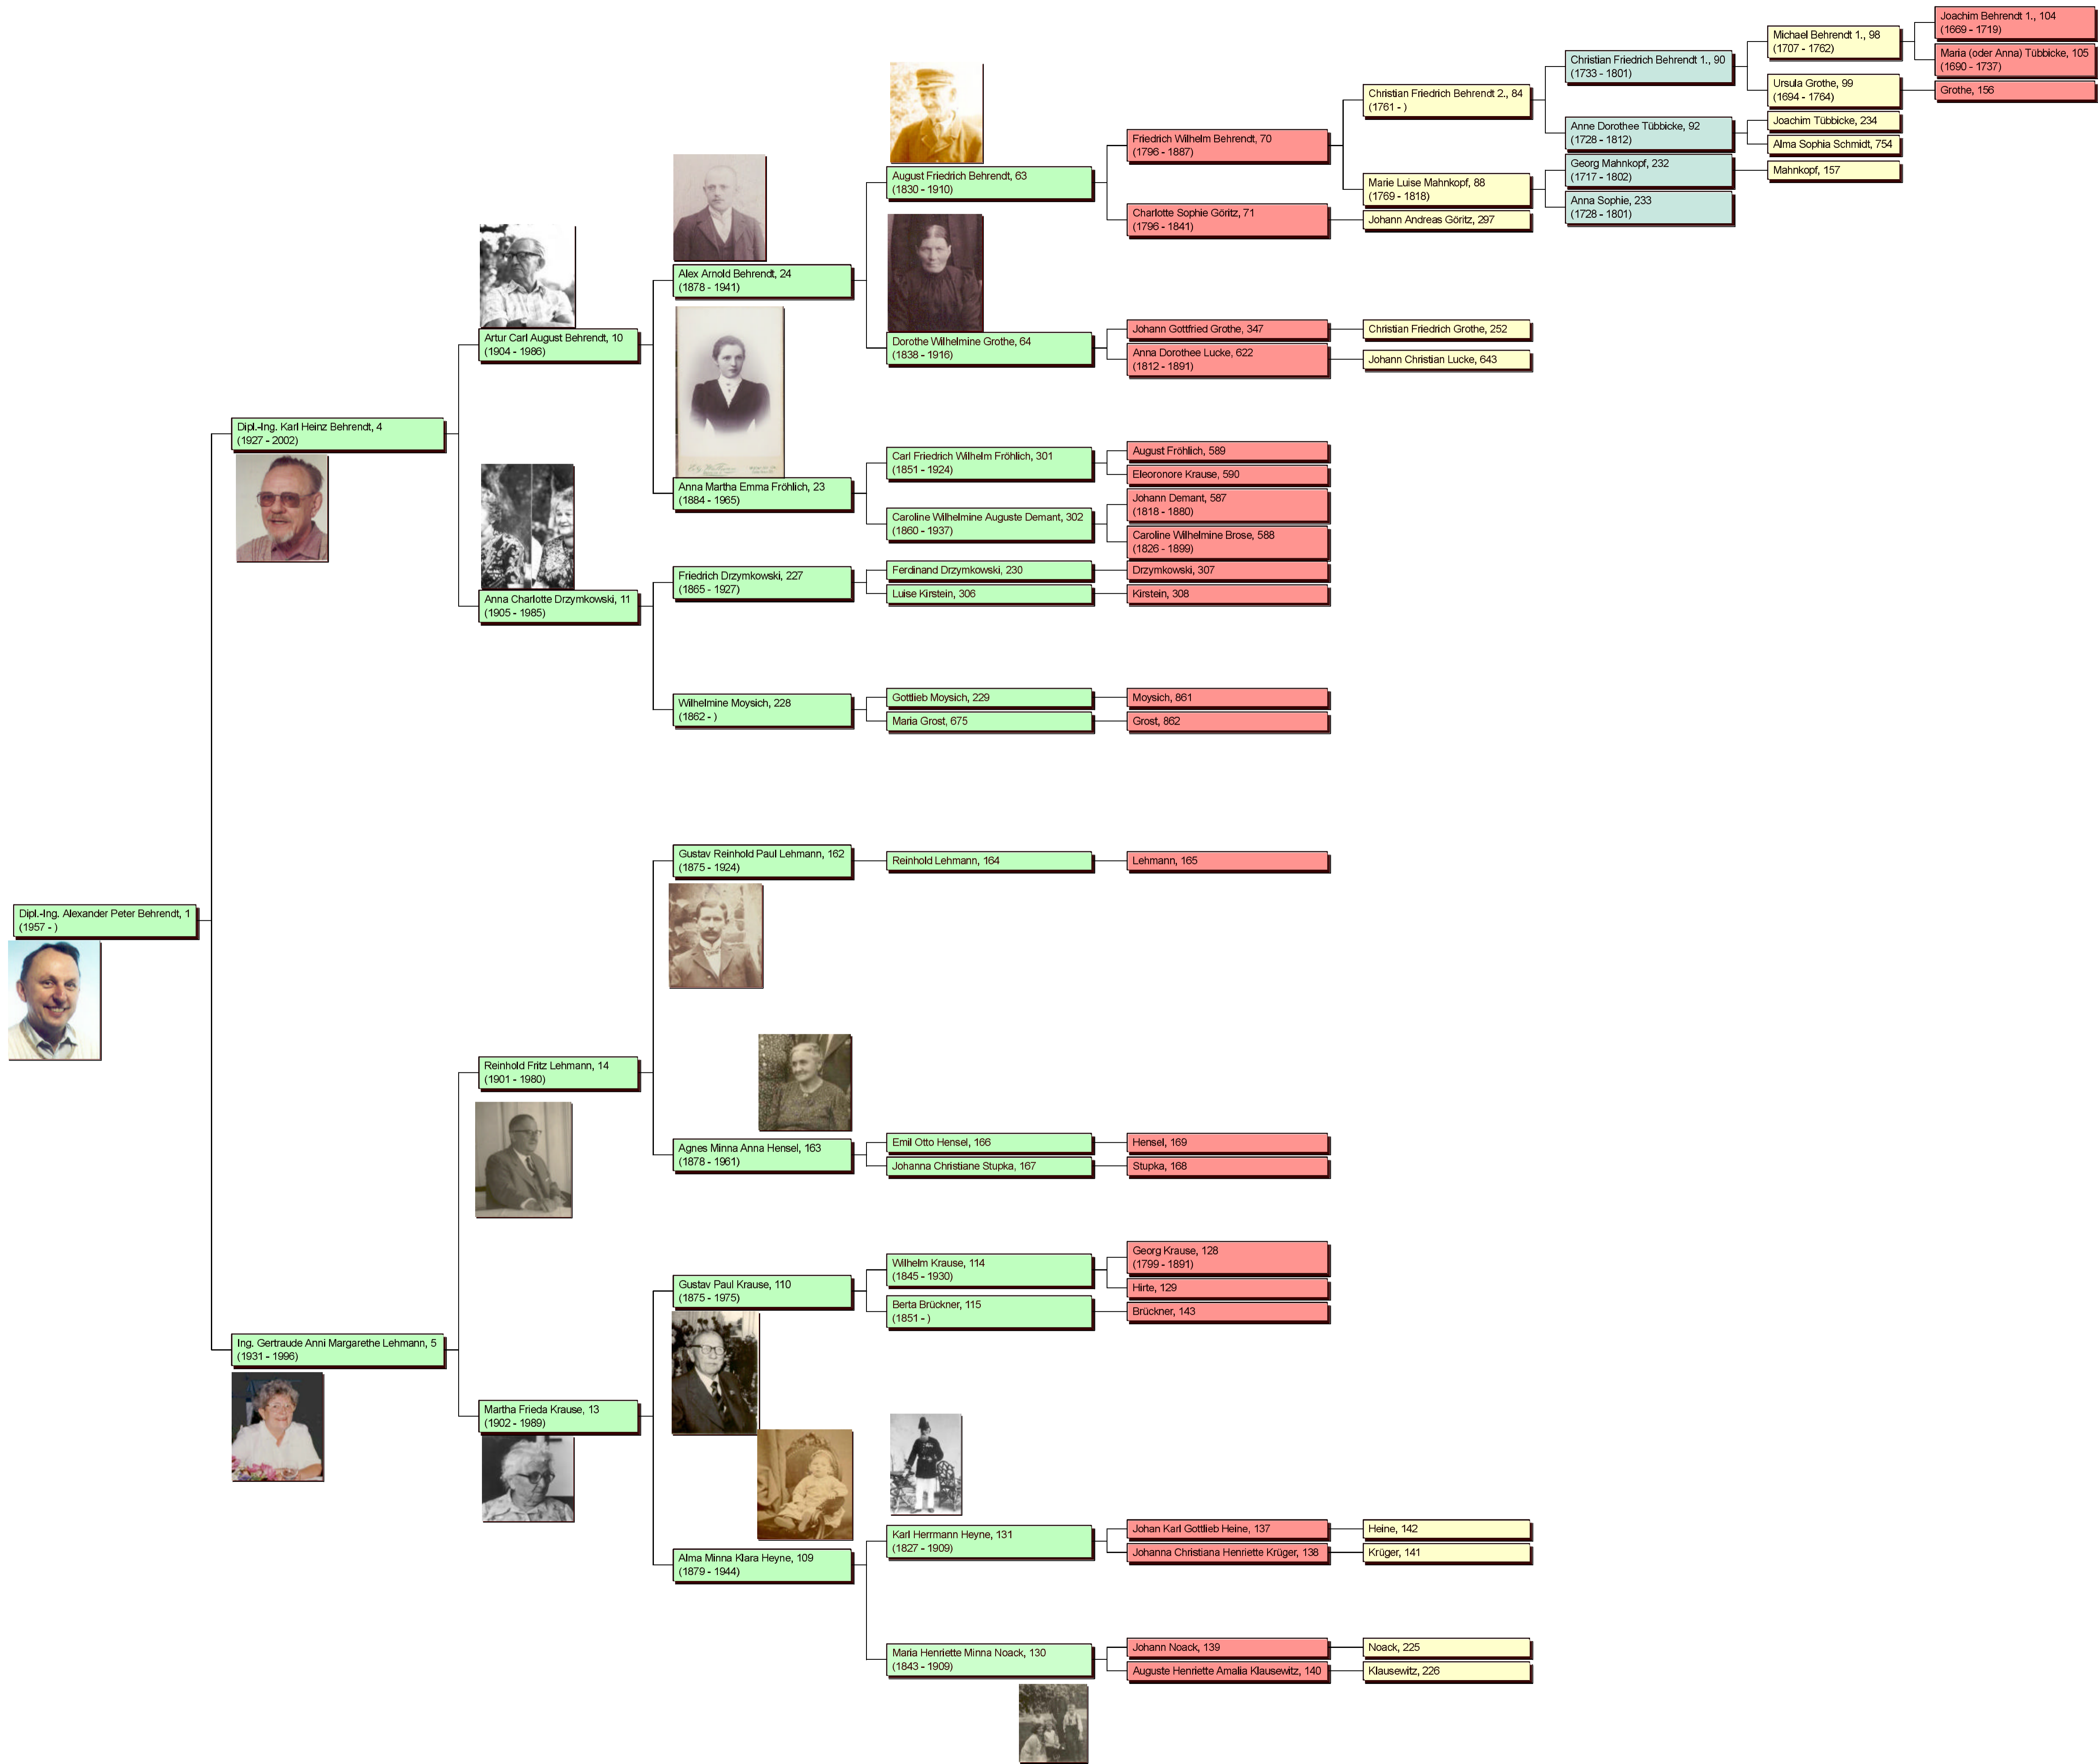 Dipl.-Ing. Alexander Peter Behrendt, 1
(1957 - )
Dipl.-Ing. Karl Heinz Behrendt, 4
(1927 - 2002)
Ing. Gertraude Anni Margarethe Lehmann, 5
(1931 - 1996)
Artur Carl August Behrendt, 10
(1904 - 1986)
Anna Charlotte Drzymkowski, 11
(1905 - 1985)
Reinhold Fritz Lehmann, 14
(1901 - 1980)
Martha Frieda Krause, 13
(1902 - 1989)
Alex Arnold Behrendt, 24
(1878 - 1941)
Anna Martha Emma Fröhlich, 23
(1884 - 1965)
Friedrich Drzymkowski, 227
(1865 - 1927)
Wilhelmine Moysich, 228
(1862 - )
Gustav Reinhold Paul Lehmann, 162
(1875 - 1924)
Agnes Minna Anna Hensel, 163
(1878 - 1961)
Gustav Paul Krause, 110
(1875 - 1975)
Alma Minna Klara Heyne, 109
(1879 - 1944)
August Friedrich Behrendt, 63
(1830 - 1910)
Dorothe Wilhelmine Grothe, 64
(1838 - 1916)
Carl Friedrich Wilhelm Fröhlich, 301
(1851 - 1924)
Caroline Wilhelmine Auguste Demant, 302
(1860 - 1937)
Ferdinand Drzymkowski, 230
Luise Kirstein, 306
Gottlieb Moysich, 229
Maria Grost, 675
Reinhold Lehmann, 164
Emil Otto Hensel, 166
Johanna Christiane Stupka, 167
Wilhelm Krause, 114
(1845 - 1930)
Berta Brückner, 115
(1851 - )
Karl Herrmann Heyne, 131
(1827 - 1909)
Maria Henriette Minna Noack, 130
(1843 - 1909)
Friedrich Wilhelm Behrendt, 70
(1796 - 1887)
Charlotte Sophie Göritz, 71
(1796 - 1841)
Johann Gottfried Grothe, 347
Anna Dorothee Lucke, 622
(1812 - 1891)
August Fröhlich, 589
Eleoronore Krause, 590
Johann Demant, 587
(1818 - 1880)
Caroline Wilhelmine Brose, 588
(1826 - 1899)
Drzymkowski, 307
Kirstein, 308
Moysich, 861
Grost, 862
Lehmann, 165
Hensel, 169
Stupka, 168
Georg Krause, 128
(1799 - 1891)
Hirte, 129
Brückner, 143
Johan Karl Gottlieb Heine, 137
Johanna Christiana Henriette Krüger, 138
Johann Noack, 139
Auguste Henriette Amalia Klausewitz, 140
Christian Friedrich Behrendt 2., 84
(1761 - )
Marie Luise Mahnkopf, 88
(1769 - 1818)
Johann Andreas Göritz, 297
Christian Friedrich Grothe, 252
Johann Christian Lucke, 643
Heine, 142
Krüger, 141
Noack, 225
Klausewitz, 226
Christian Friedrich Behrendt 1., 90
(1733 - 1801)
Anne Dorothee Tübbicke, 92
(1728 - 1812)
Georg Mahnkopf, 232
(1717 - 1802)
Anna Sophie, 233
(1728 - 1801)
Michael Behrendt 1., 98
(1707 - 1762)
Ursula Grothe, 99
(1694 - 1764)
Joachim Tübbicke, 234
Alma Sophia Schmidt, 754
Mahnkopf, 157
Joachim Behrendt 1., 104
(1669 - 1719)
Maria (oder Anna) Tübbicke, 105
(1690 - 1737)
Grothe, 156